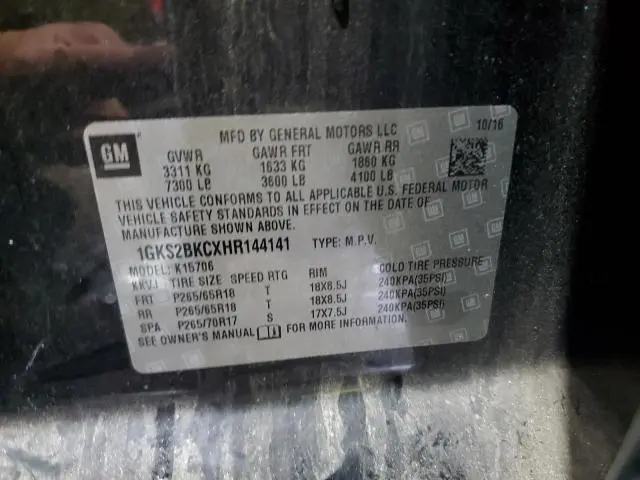 GM
MFD BY GENERAL MOTORS LLC 10/16
GVWR GAWR FRT GAWR RR
3311 KG 1633 KG 1860 KG
7300 LB 3600 LB 4100 LB
THIS VEHICLE CONFORMS TO ALL APPLICABLE U.S. FEDERAL MOTOR
VEHICLE SAFETY STANDARDS IN EFFECT ON THE DATE OF
MANUFACTURE SHOWN ABOVE.
1GKS2BKCXHR144141 TYPE: M.P.V.
MODEL: K15706
KKVJ TIRE SIZE SPEED RTG RIM COLD TIRE PRESSURE
FRT P265/65R18 T 18X8.5J 240KPA(35PSI)
RR P265/65R18 T 18X8.5J 240KPA(35PSI)
SPA P265/70R17 S 17X7.5J 240KPA(35PSI)
SEE OWNER'S MANUAL FOR MORE INFORMATION.